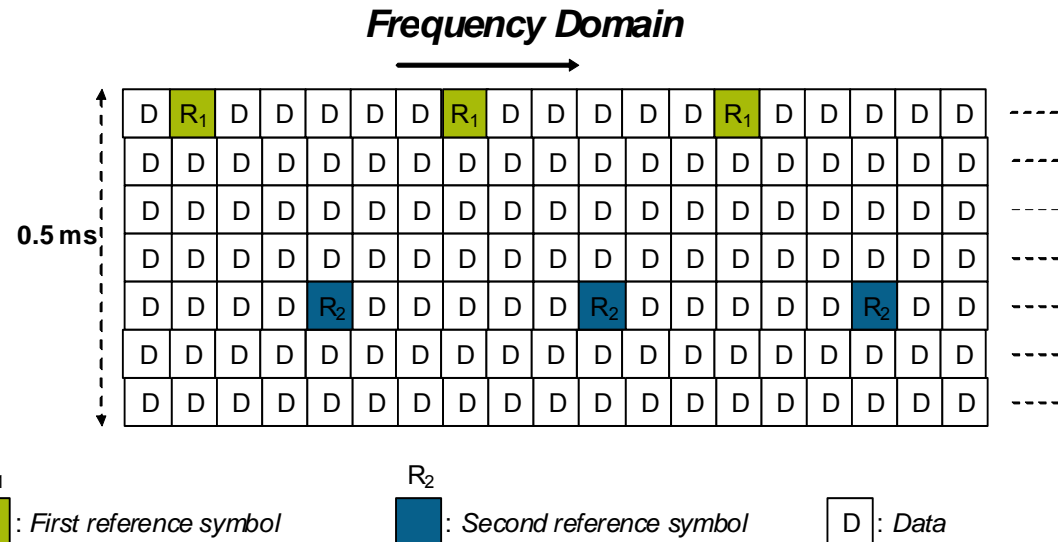 Frequency Domain
D R₁ D D D D D R₁ D D D D D R₁ D D D D D
D D D D D D D D D D D D D D D D D D D
D D D D D D D D D D D D D D D D D D D
0.5 ms
D D D D D D D D D D D D D D D D D D D
D D D D R₂ D D D D D R₂ D D D D D R₂ D D
D D D D D D D D D D D D D D D D D D D
D D D D D D D D D D D D D D D D D D D
R₂
: First reference symbol : Second reference symbol D : Data